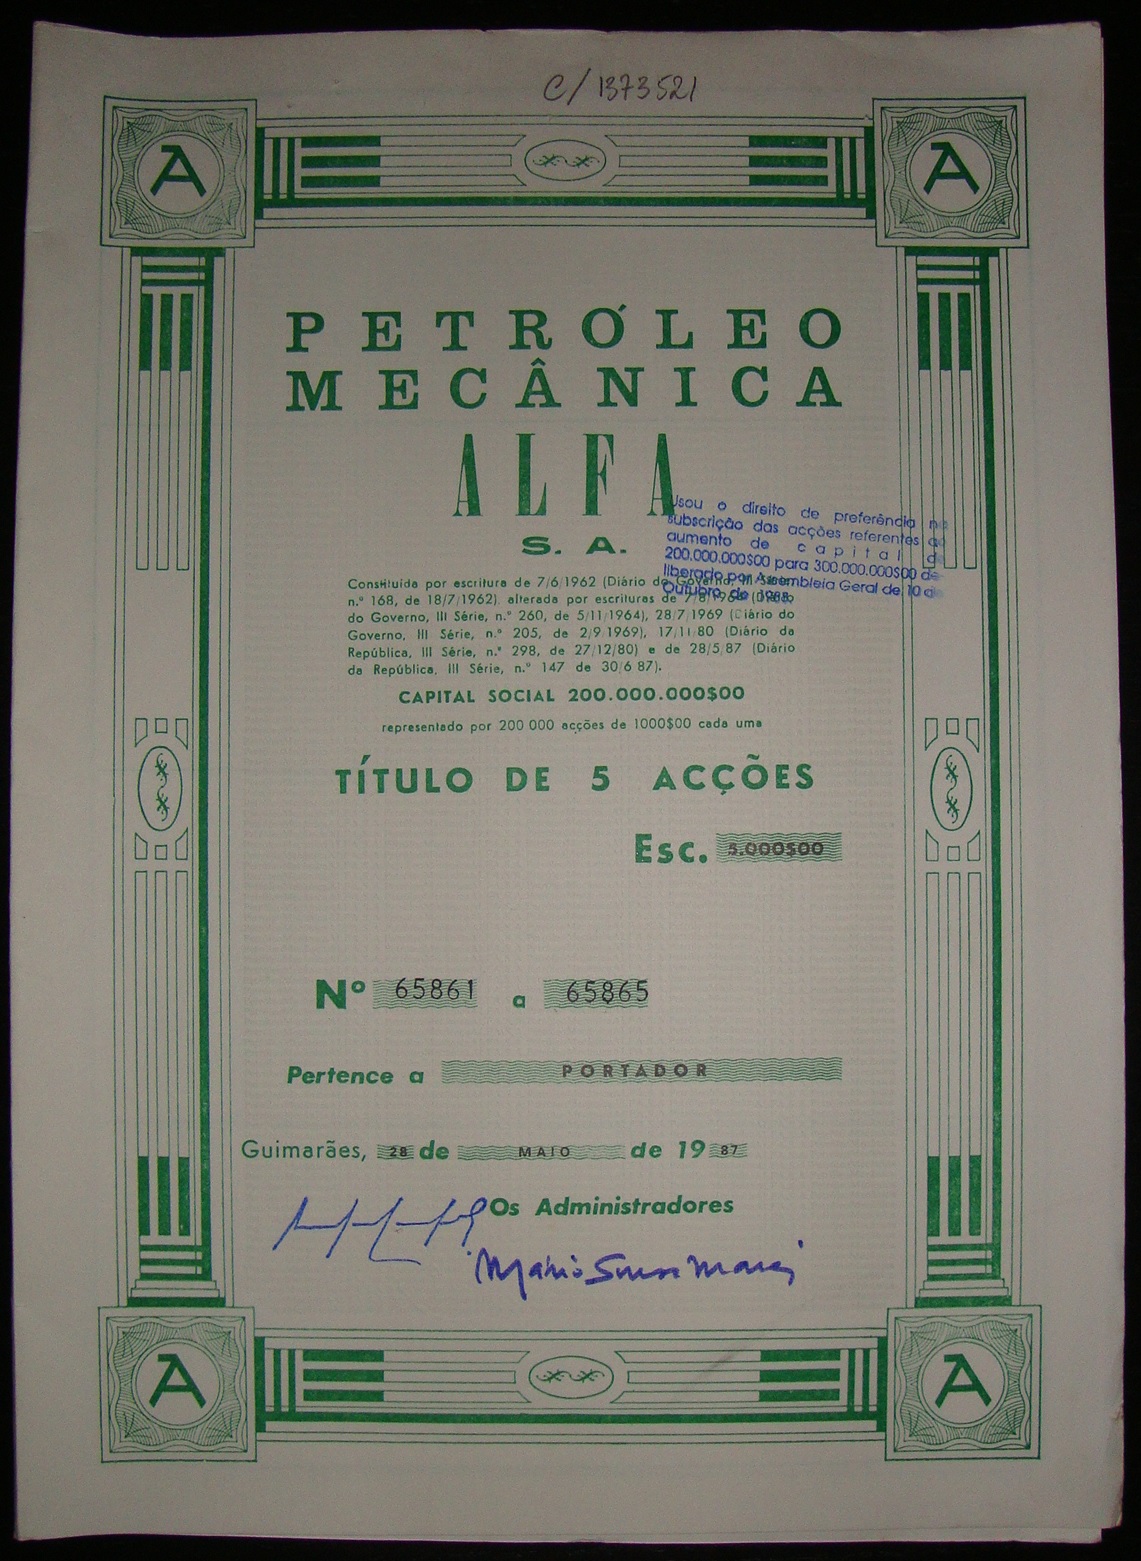 C/1373521
A A
PETRÓLEO
MECÂNICA
ALFA
S. A.
Usou o direito de preferência
subscrição das acções referentes
aumento de capital
200.000.000$00 para 300.000.000$00 de
liberado por Assembleia Geral de 10 d
Outubro de 1988.
Constituída por escritura de 7/6/1962 (Diário do Governo, III Série,
n.º 168, de 18/7/1962), alterada por escrituras de (Diário
do Governo, III Série, n.º 260, de 5/11/1964), 28/7/1969 (Diário do
Governo, III Série, n.º 205, de 2/9/1969), 17/11/80 (Diário da
República, III Série, n.º 298, de 27/12/80) e de 28/5/87 (Diário
da República, III Série, n.º 147 de 30/6/87).
CAPITAL SOCIAL 200.000.000$00
representado por 200 000 acções de 1000$00 cada uma
TÍTULO DE 5 ACÇÕES
Esc. 5.000$00
Nº 65861 a 65865
Pertence a PORTADOR
Guimarães, 28 de MAIO de 1987
Os Administradores
A A